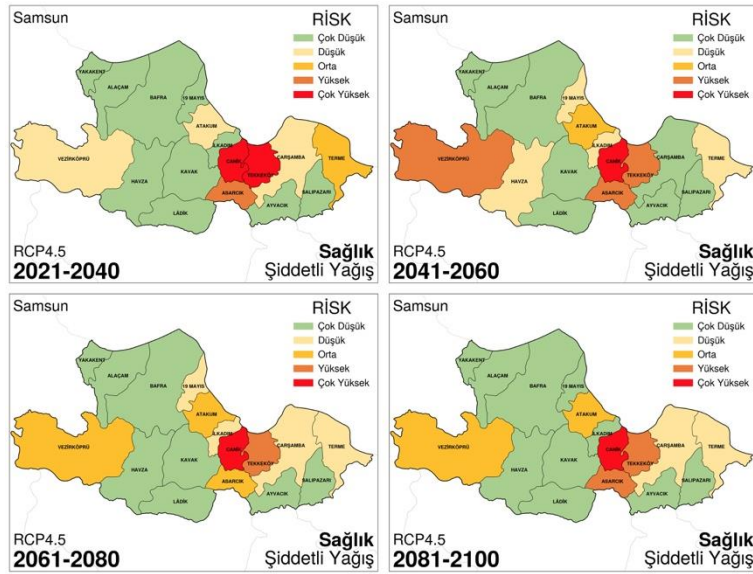 Samsun
RİSK
Çok Düşük
Düşük
Orta
Yüksek
Çok Yüksek
YAKAKENT
ALAÇAM
BAFRA
19 MAYIS
ATAKUM
İLKADIM
CANİK
TEKKEKÖY
ÇARŞAMBA
TERME
VEZİRKÖPRÜ
HAVZA
KAVAK
ASARCIK
SALIPAZARI
AYVACIK
LÂDİK
RCP4.5
2021-2040
Sağlık
Şiddetli Yağış
Samsun
RİSK
Çok Düşük
Düşük
Orta
Yüksek
Çok Yüksek
YAKAKENT
ALAÇAM
BAFRA
19 MAYIS
ATAKUM
İLKADIM
CANİK
TEKKEKÖY
ÇARŞAMBA
TERME
VEZİRKÖPRÜ
HAVZA
KAVAK
ASARCIK
SALIPAZARI
AYVACIK
LÂDİK
RCP4.5
2041-2060
Sağlık
Şiddetli Yağış
Samsun
RİSK
Çok Düşük
Düşük
Orta
Yüksek
Çok Yüksek
YAKAKENT
ALAÇAM
BAFRA
19 MAYIS
ATAKUM
İLKADIM
CANİK
TEKKEKÖY
ÇARŞAMBA
TERME
VEZİRKÖPRÜ
HAVZA
KAVAK
ASARCIK
SALIPAZARI
AYVACIK
LÂDİK
RCP4.5
2061-2080
Sağlık
Şiddetli Yağış
Samsun
RİSK
Çok Düşük
Düşük
Orta
Yüksek
Çok Yüksek
YAKAKENT
ALAÇAM
BAFRA
19 MAYIS
ATAKUM
İLKADIM
CANİK
TEKKEKÖY
ÇARŞAMBA
TERME
VEZİRKÖPRÜ
HAVZA
KAVAK
ASARCIK
SALIPAZARI
AYVACIK
LÂDİK
RCP4.5
2081-2100
Sağlık
Şiddetli Yağış